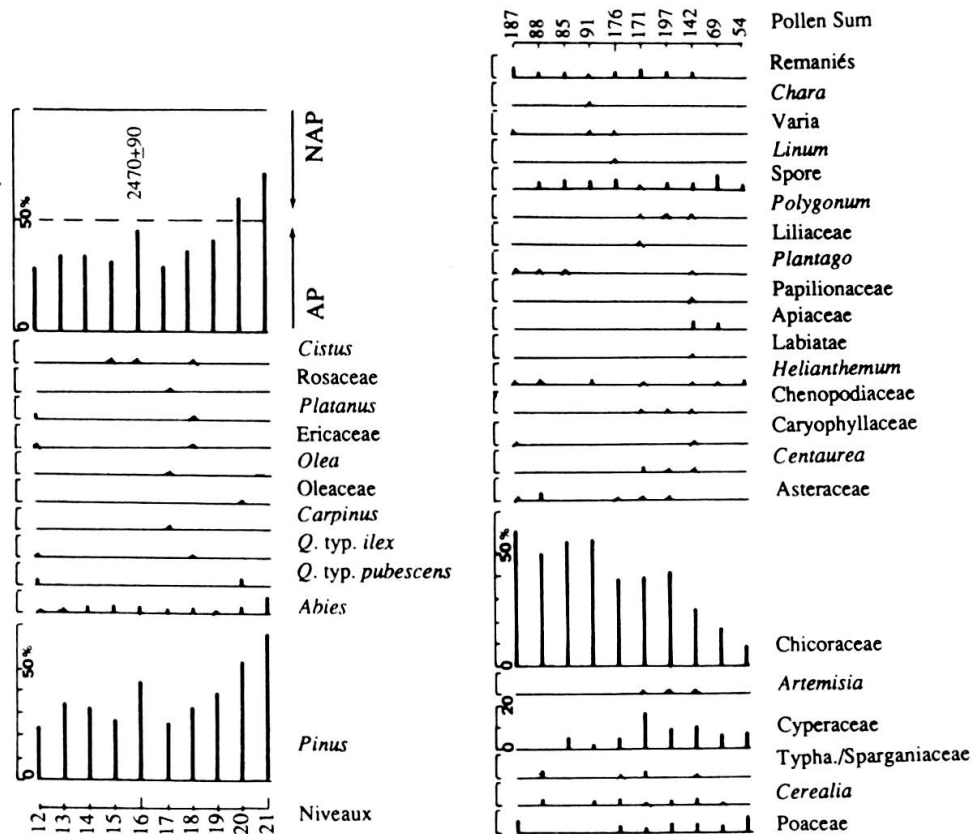 0
50%
2470±90
NAP
AP
Cistus
Rosaceae
Platanus
Ericaceae
Olea
Oleaceae
Carpinus
Q. typ. ilex
Q. typ. pubescens
Abies
0
50%
Pinus
12 13 14 15 16 17 18 19 20 21
Niveaux
187 88 85 91 176 171 197 142 69 54
Pollen Sum
Remaniés
Chara
Varia
Linum
Spore
Polygonum
Liliaceae
Plantago
Papilionaceae
Apiaceae
Labiatae
Helianthemum
Chenopodiaceae
Caryophyllaceae
Centaurea
Asteraceae
0
50%
Chicoraceae
Artemisia
0
20
Cyperaceae
Typha./Sparganiaceae
Cerealia
Poaceae